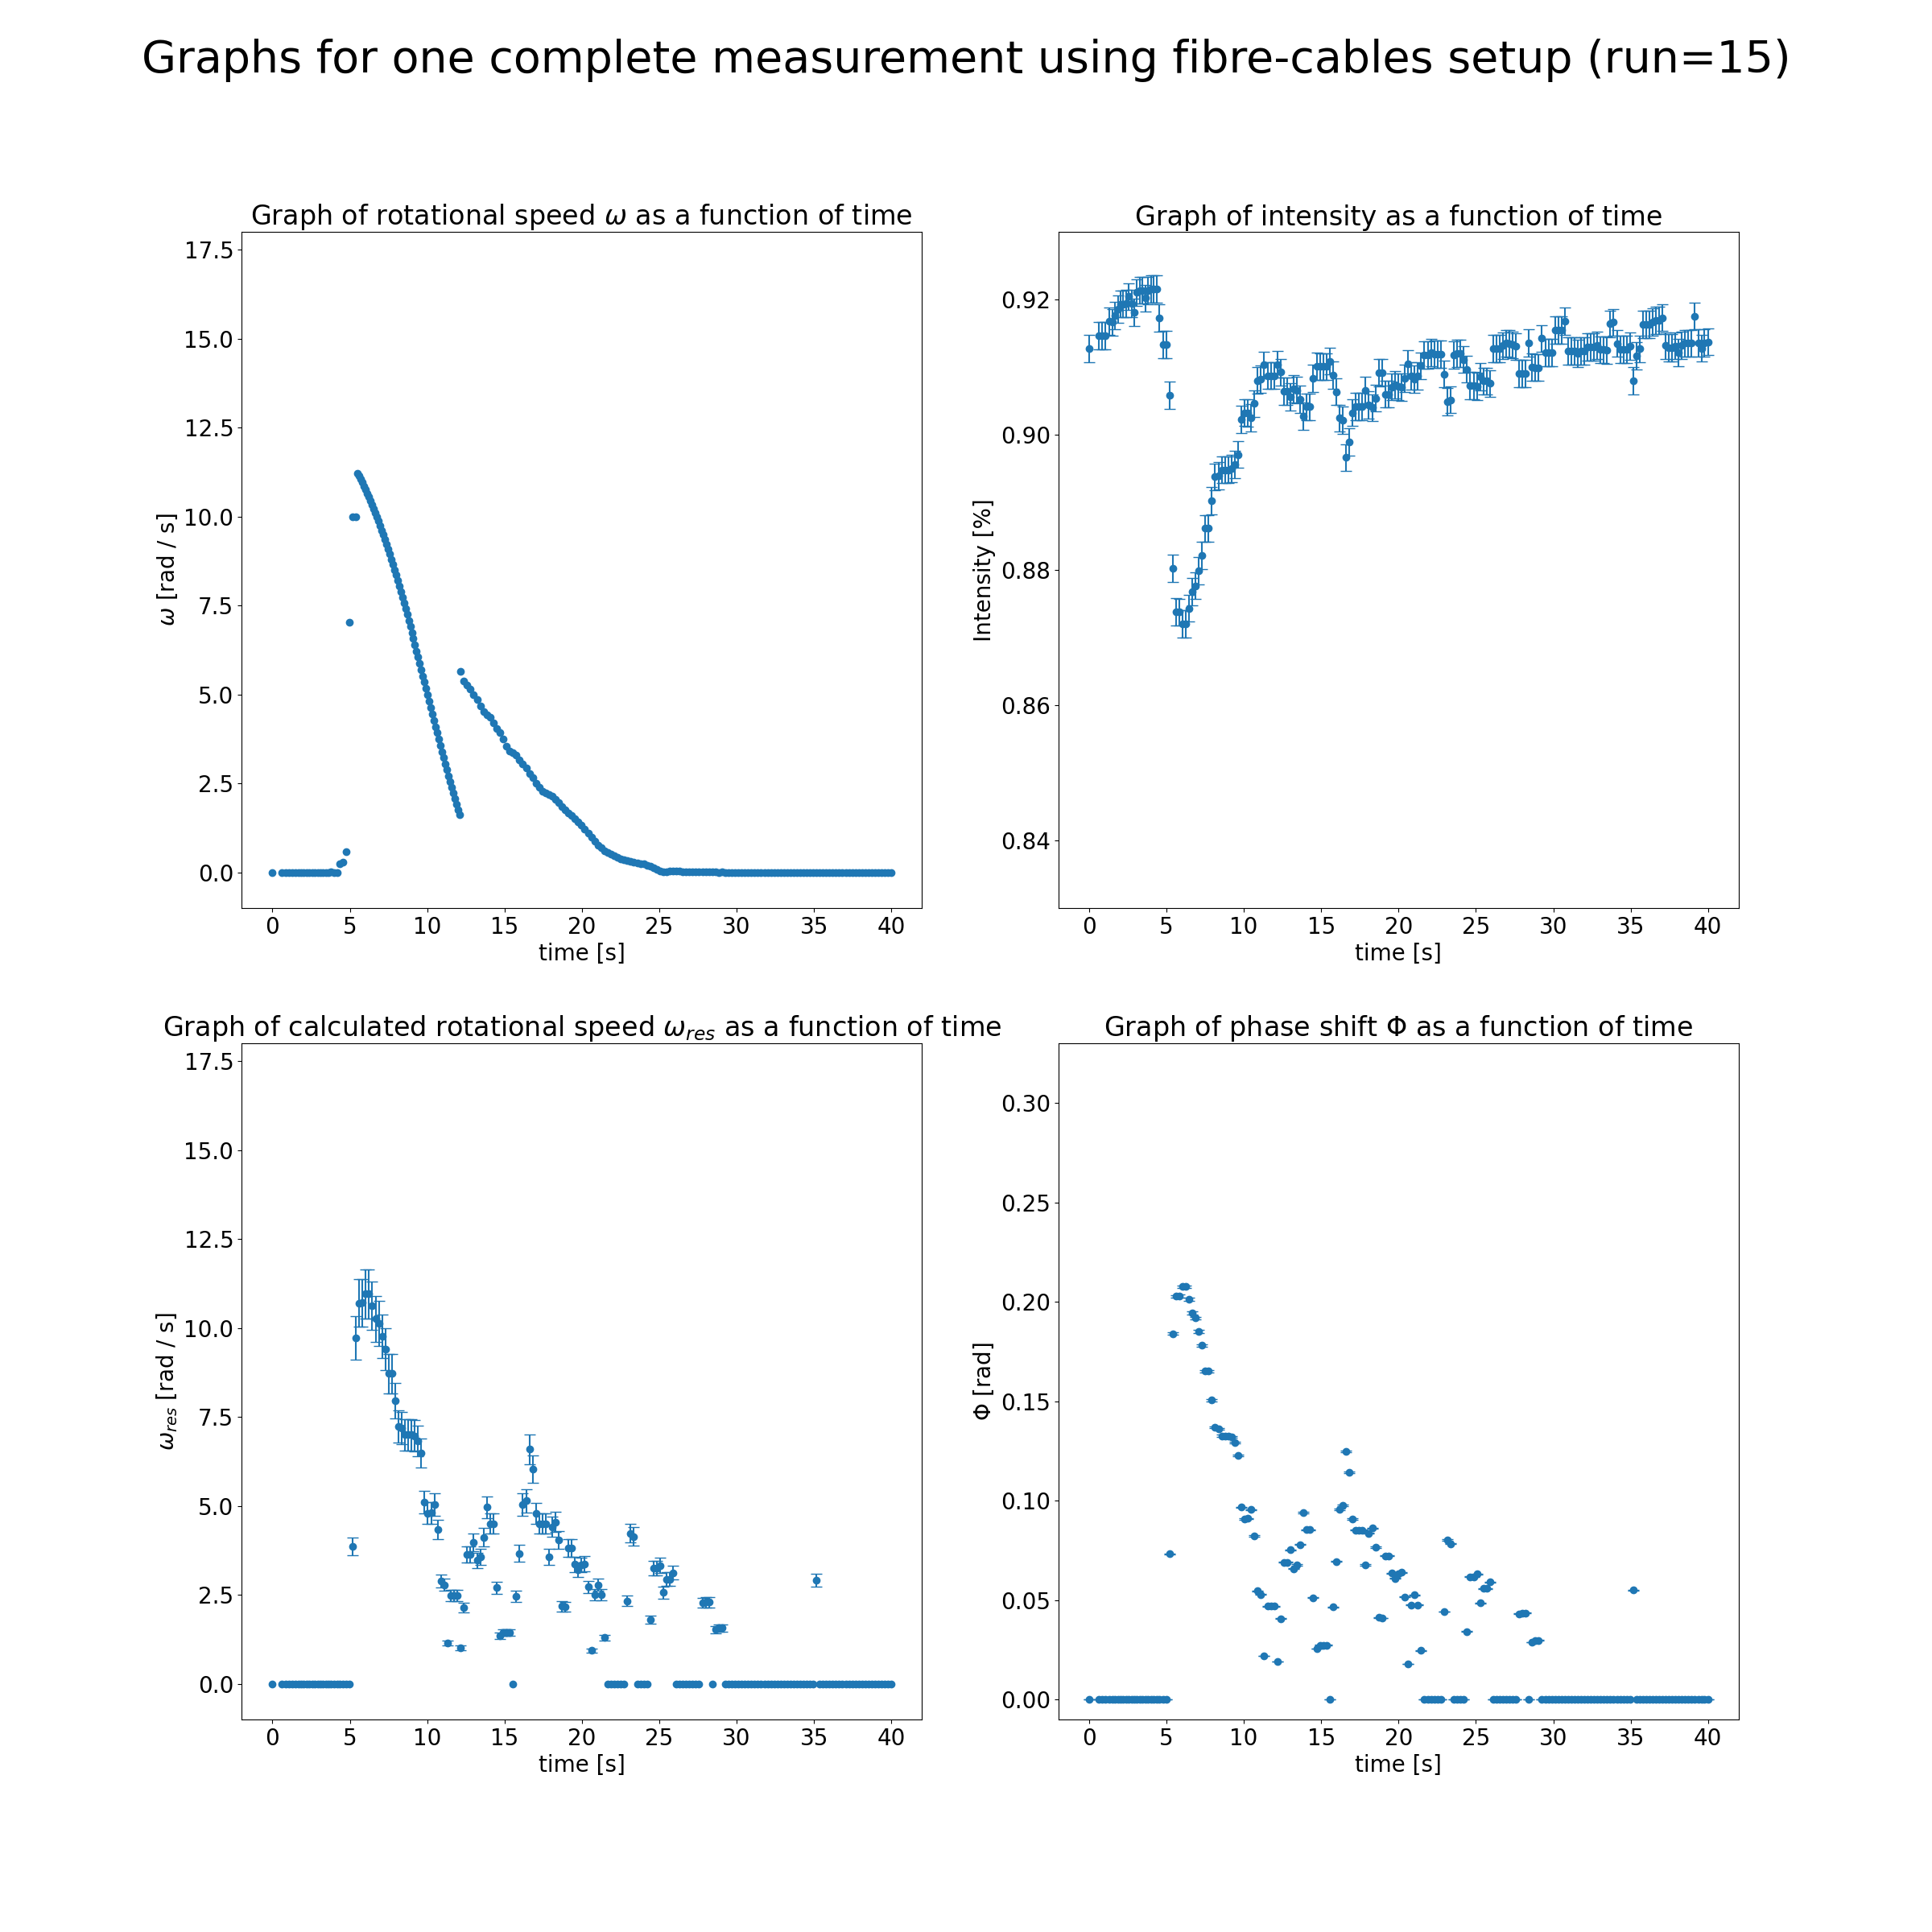 Graphs for one complete measurement using fibre-cables setup (run=15)
Graph of rotational speed ω as a function of time
17.5
15.0
12.5
10.0
7.5
5.0
2.5
0.0
ω [rad / s]
0 5 10 15 20 25 30 35 40
time [s]
Graph of intensity as a function of time
0.92
0.90
0.88
0.86
0.84
Intensity [%]
0 5 10 15 20 25 30 35 40
time [s]
Graph of calculated rotational speed ωres as a function of time
17.5
15.0
12.5
10.0
7.5
5.0
2.5
0.0
ωres [rad / s]
0 5 10 15 20 25 30 35 40
time [s]
Graph of phase shift Φ as a function of time
0.30
0.25
0.20
0.15
0.10
0.05
0.00
Φ [rad]
0 5 10 15 20 25 30 35 40
time [s]